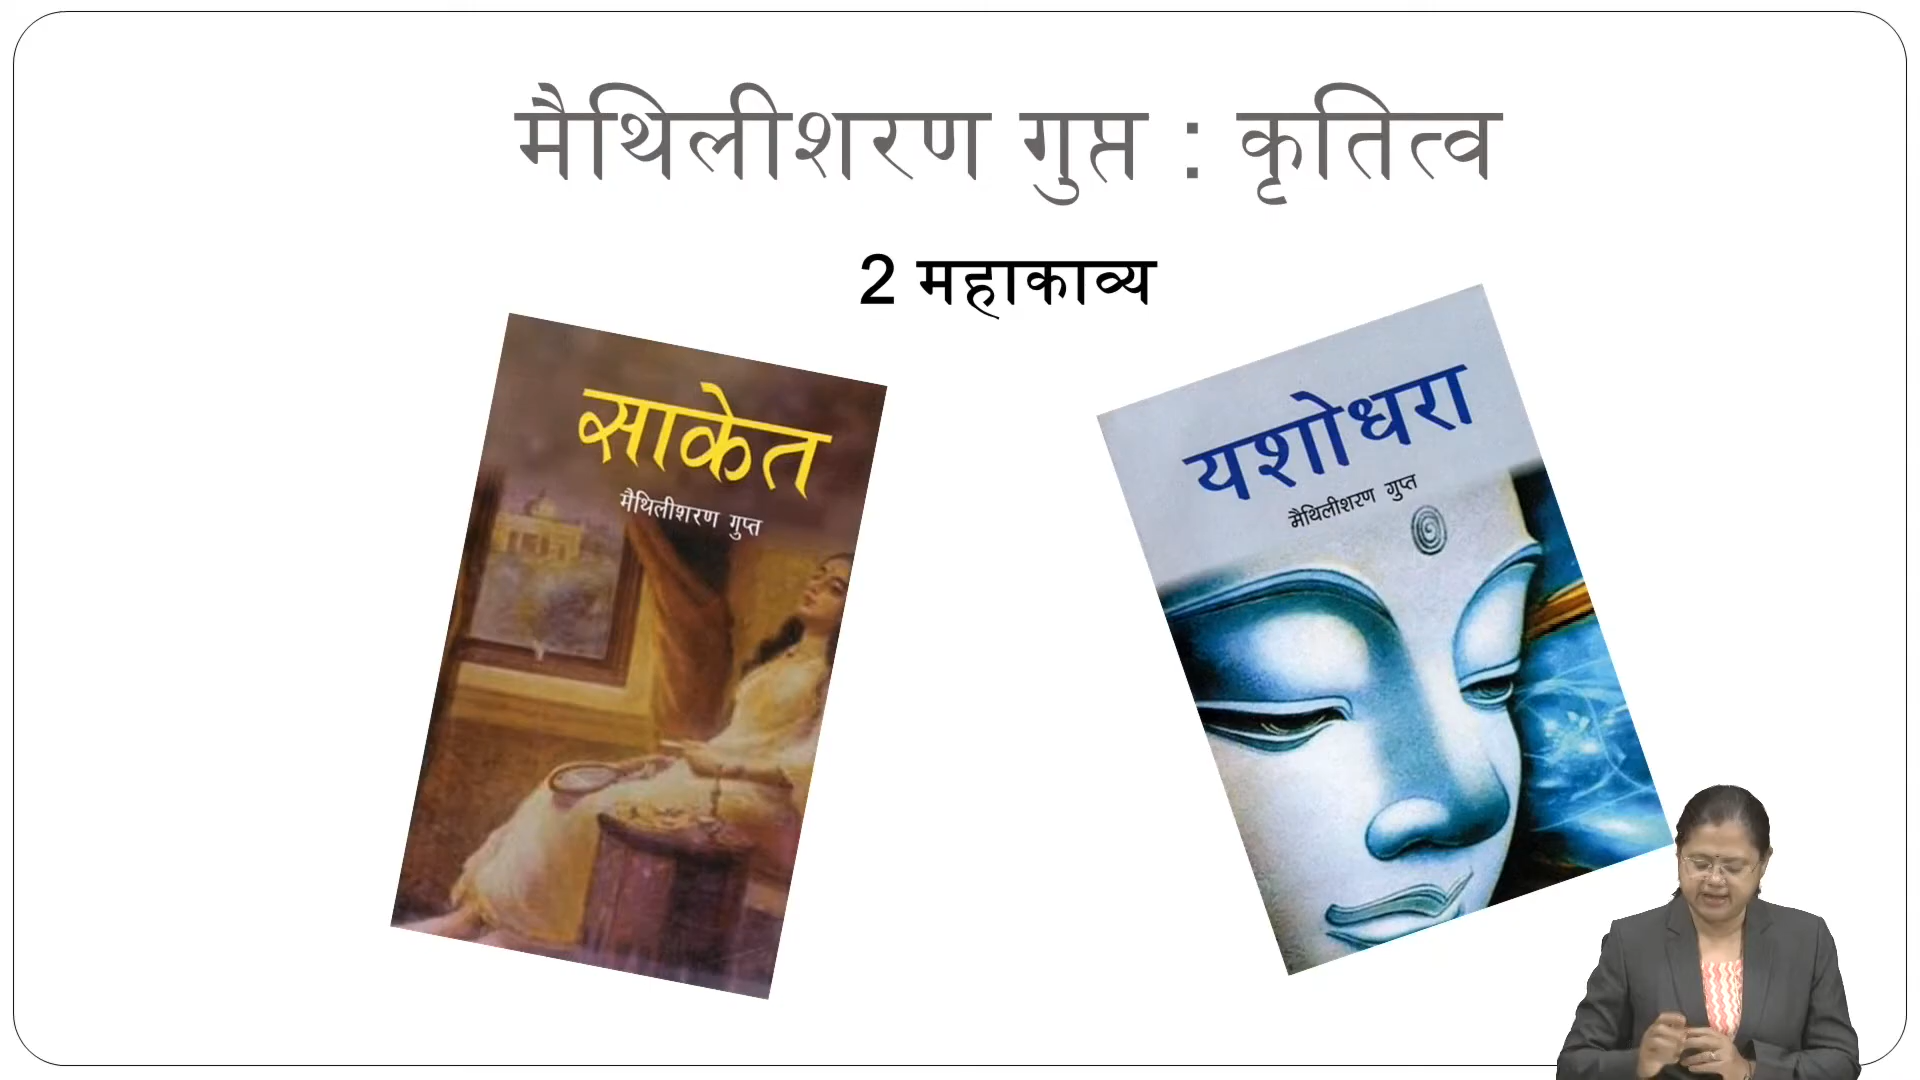 मैथिलीशरण गुप्त : कृतित्व
2 महाकाव्य
साकेत
मैथिलीशरण गुप्त
यशोधरा
मैथिलीशरण गुप्त